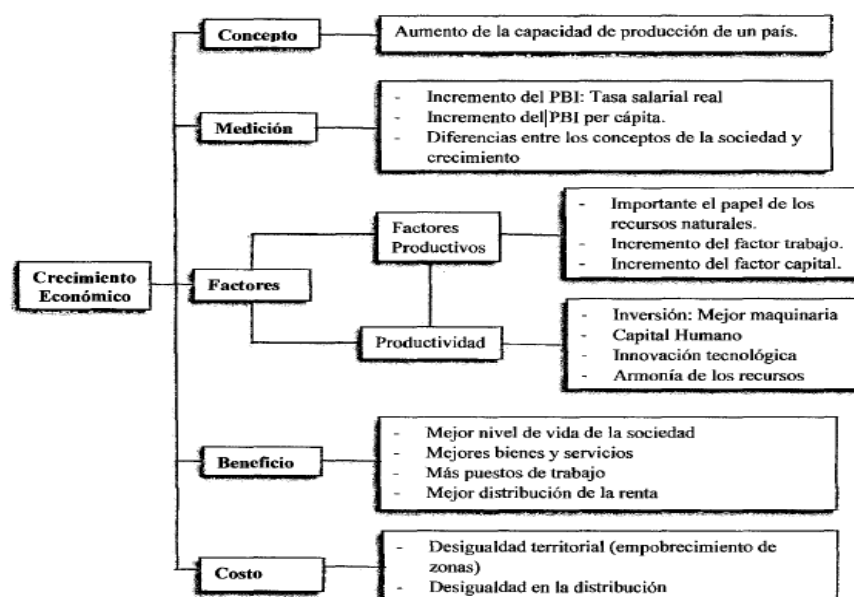 Concepto
Aumento de la capacidad de producción de un país.
Medición
- Incremento del PBI: Tasa salarial real
- Incremento del PBI per cápita.
- Diferencias entre los conceptos de la sociedad y
crecimiento
Crecimiento
Económico
Factores
Factores
Productivos
- Importante el papel de los
recursos naturales.
- Incremento del factor trabajo.
- Incremento del factor capital.
Productividad
- Inversión: Mejor maquinaria
- Capital Humano
- Innovación tecnológica
- Armonía de los recursos
Beneficio
- Mejor nivel de vida de la sociedad
- Mejores bienes y servicios
- Más puestos de trabajo
- Mejor distribución de la renta
Costo
- Desigualdad territorial (empobrecimiento de
zonas)
- Desigualdad en la distribución